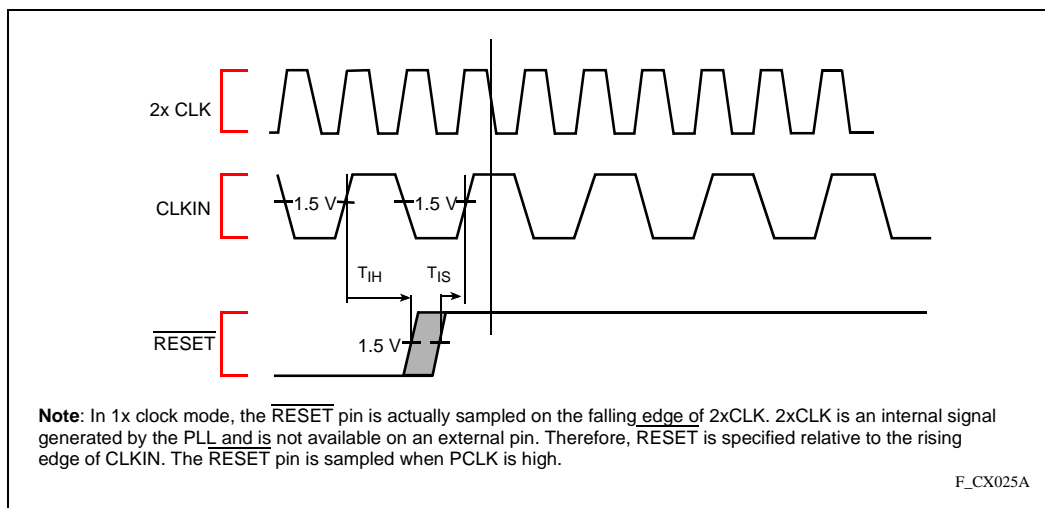 2x CLK
CLKIN
1.5 V
1.5 V
TIH
TIS
RESET
1.5 V
Note: In 1x clock mode, the RESET pin is actually sampled on the falling edge of 2xCLK. 2xCLK is an internal signal
generated by the PLL and is not available on an external pin. Therefore, RESET is specified relative to the rising
edge of CLKIN. The RESET pin is sampled when PCLK is high.
F_CX025A